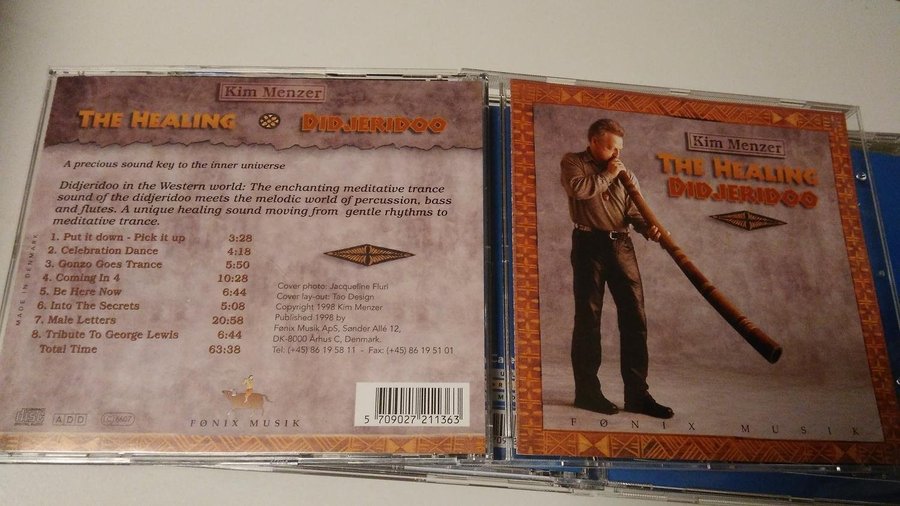 Kim Menzer
THE HEALING DIDJERIDOO
A precious sound key to the inner universe
Didjeridoo in the Western world: The enchanting meditative trance
sound of the didjeridoo meets the melodic world of percussion, bass
and flutes. A unique healing sound moving from gentle rhythms to
meditative trance.
1. Put it down - Pick it up 3:28
2. Celebration Dance 4:18
3. Gonzo Goes Trance 5:50
4. Coming In 4 10:28
5. Be Here Now 6:44
6. Into The Secrets 5:08
7. Male Letters 20:58
8. Tribute To George Lewis 6:44
Total Time 63:38
Cover photo: Jacqueline Fluri
Cover lay-out: Tao Design
Copyright 1998 Kim Menzer
Published 1998 by
Fønix Musik ApS, Sønder Allé 12,
DK-8000 Århus C, Denmark.
Tel: (+45) 86 19 58 11 - Fax: (+45) 86 19 51 01
MADE IN DENMARK
ADD
FØNIX MUSIK
5 709027 211363
Kim Menzer
THE HEALING
DIDJERIDOO
FØNIX MUSIK